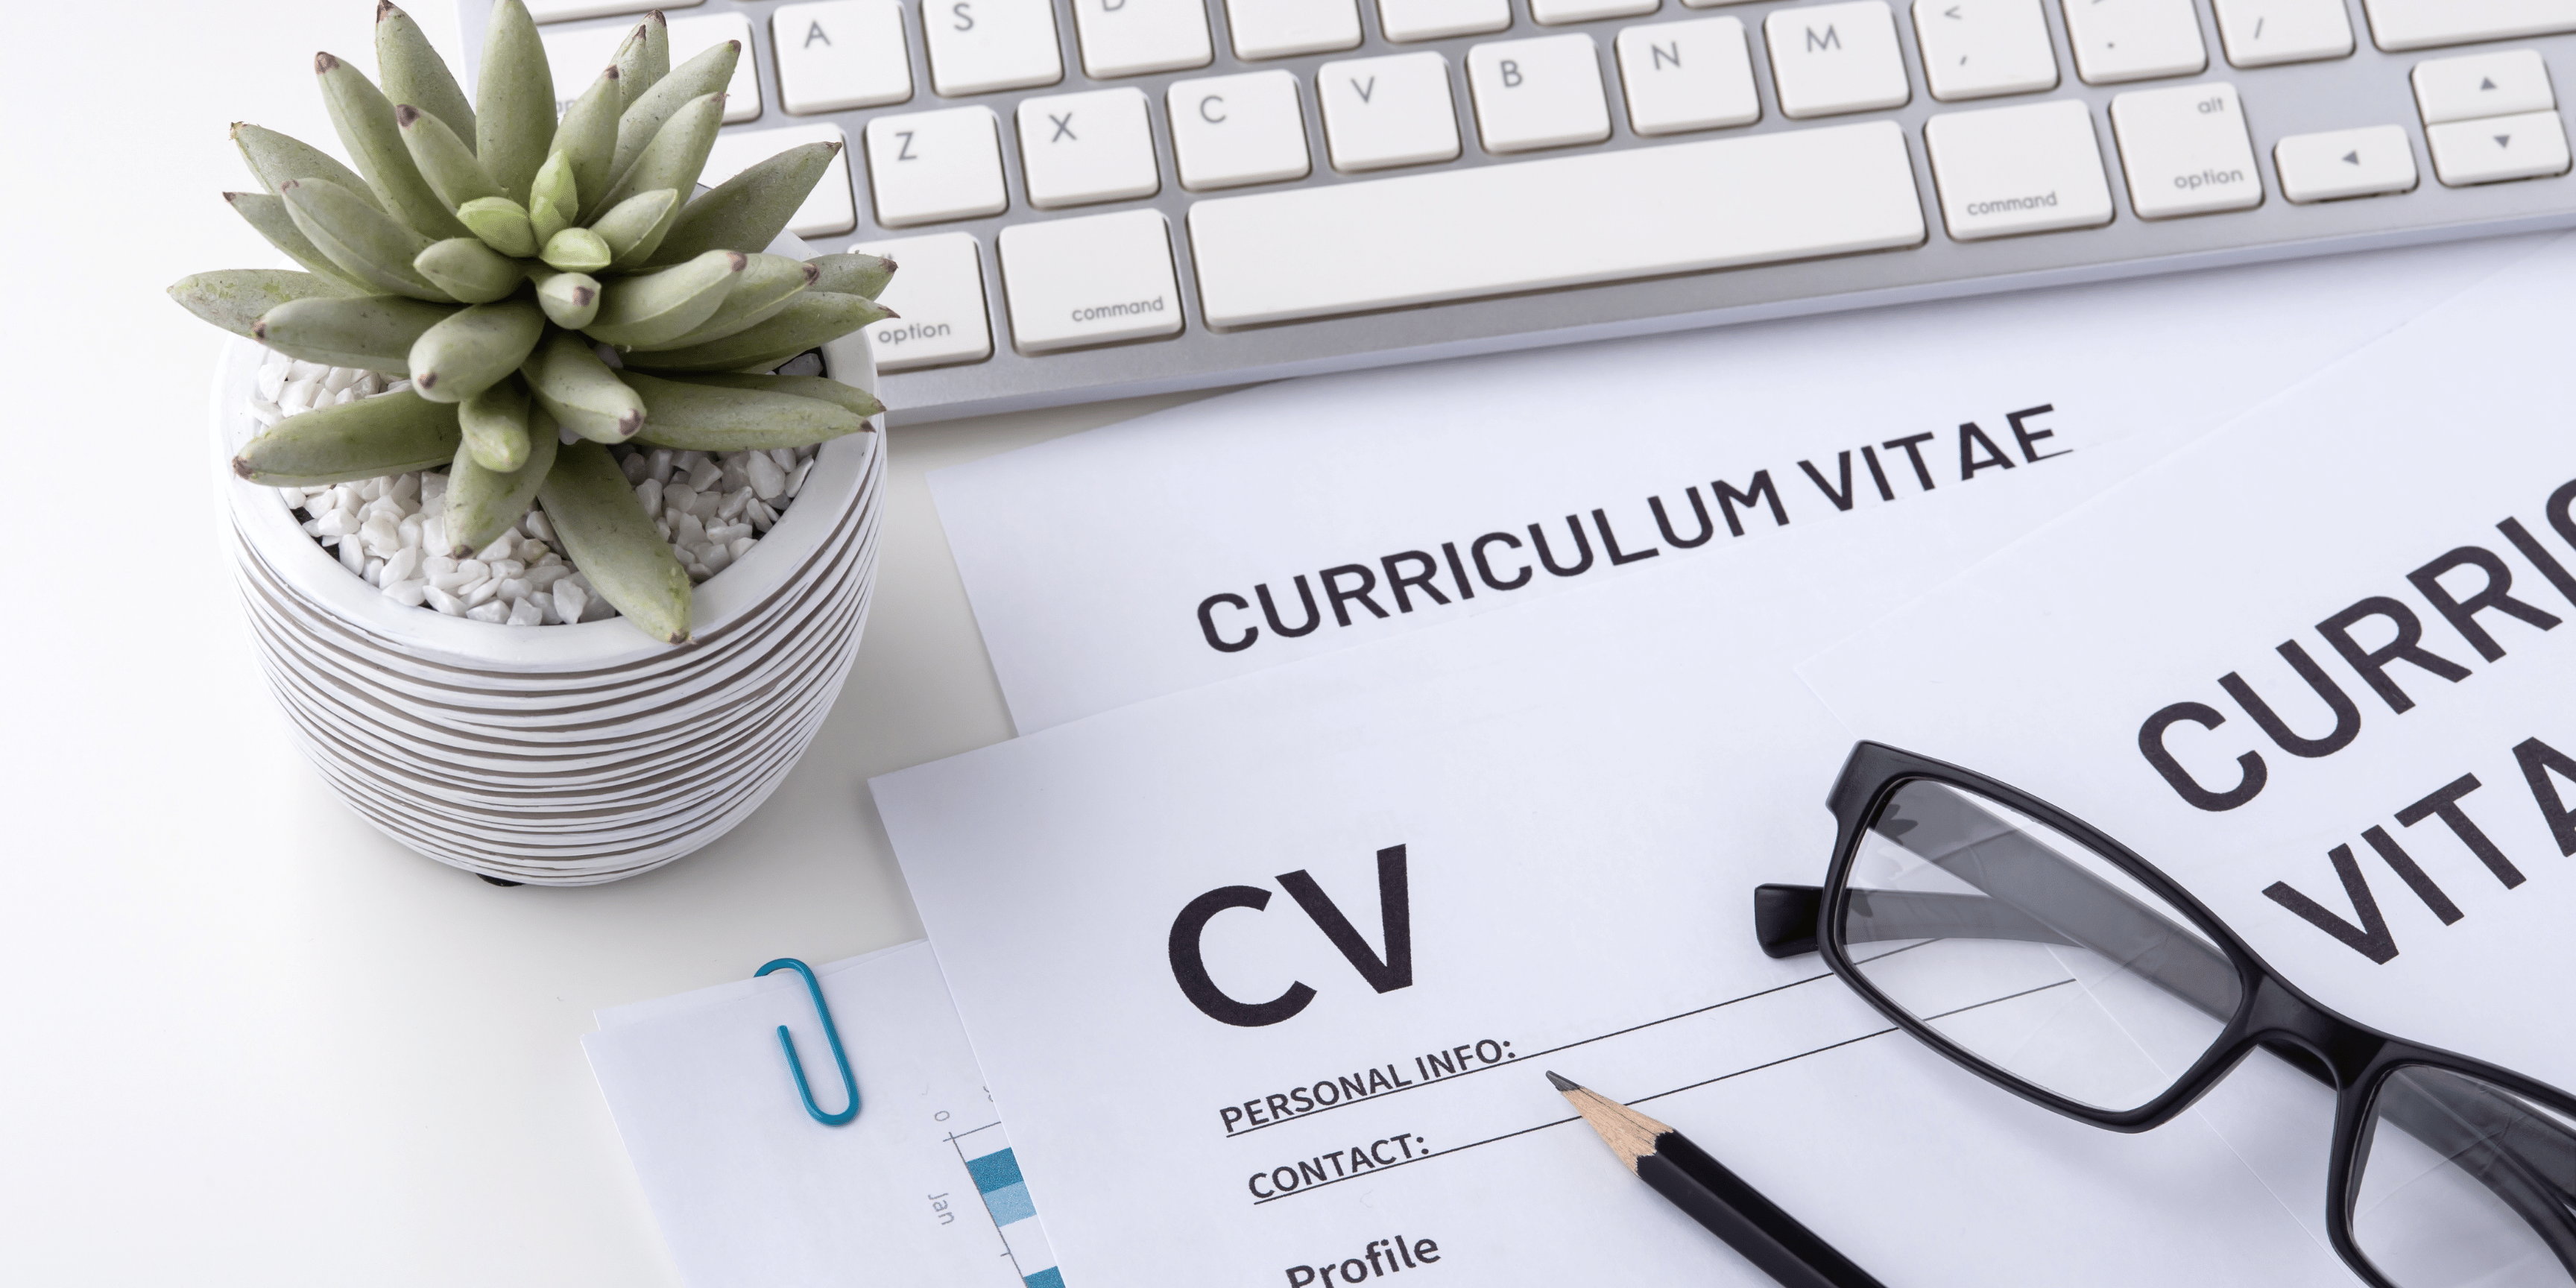 A S D
Z X C V B N M < ,
/
alt
option command command option
CURRICULUM VITAE
CURRIC
VITA
CV
PERSONAL INFO:
CONTACT:
Profile
0
Jan